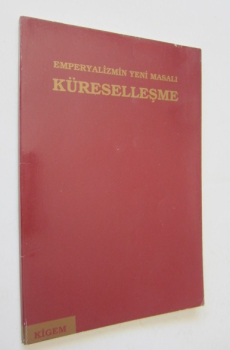 EMPERYALİZMİN YENİ MASALI
KÜRESELLEŞME
KİGEM